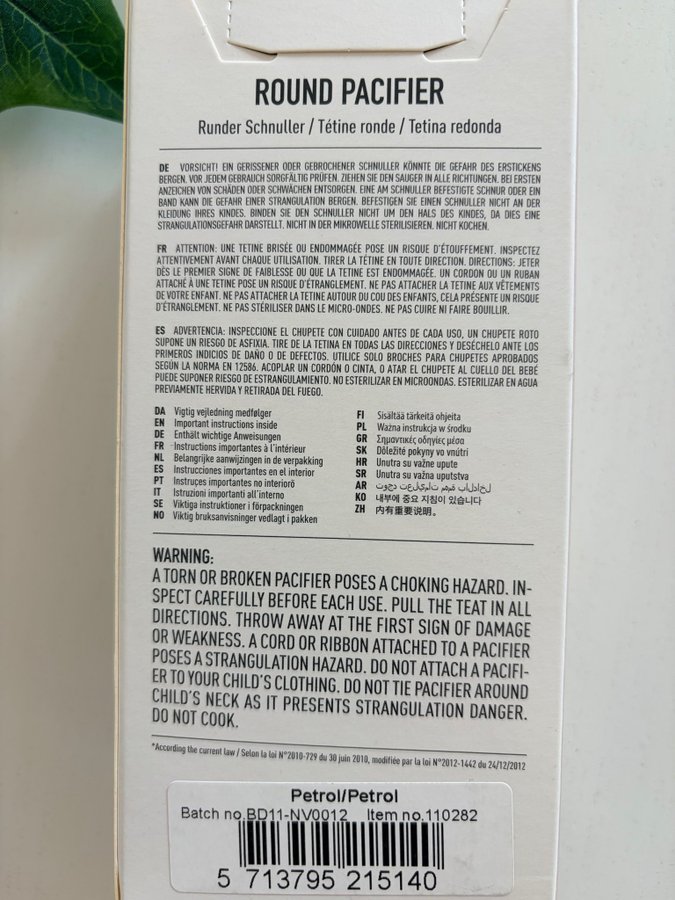 ROUND PACIFIER
Runder Schnuller / Tétine ronde / Tetina redonda
DE VORSICHT! EIN GERISSENER ODER GEBROCHENER SCHNULLER KÖNNTE DIE GEFAHR DES ERSTICKENS
BERGEN. VOR JEDEM GEBRAUCH SORGFÄLTIG PRÜFEN. ZIEHEN SIE DEN SAUGER IN ALLE RICHTUNGEN. BEI ERSTEN
ANZEICHEN VON SCHÄDEN ODER SCHWÄCHEN ENTSORGEN. EINE AM SCHNULLER BEFESTIGTE SCHNUR ODER EIN
BAND KANN DIE GEFAHR EINER STRANGULATION BERGEN. BEFESTIGEN SIE EINEN SCHNULLER NICHT AN DER
KLEIDUNG IHRES KINDES. BINDEN SIE DEN SCHNULLER NICHT UM DEN HALS DES KINDES, DA DIES EINE
STRANGULATIONSGEFAHR DARSTELLT. NICHT IN DER MIKROWELLE STERILISIEREN. NICHT KOCHEN.
FR ATTENTION: UNE TETINE BRISÉE OU ENDOMMAGÉE POSE UN RISQUE D'ÉTOUFFEMENT. INSPECTEZ
ATTENTIVEMENT AVANT CHAQUE UTILISATION. TIRER LA TÉTINE EN TOUTE DIRECTION. DIRECTIONS: JETER
DÈS LE PREMIER SIGNE DE FAIBLESSE OU QUE LA TETINE EST ENDOMMAGÉE. UN CORDON OU UN RUBAN
ATTACHÉ À UNE TETINE POSE UN RISQUE D'ÉTRANGLEMENT. NE PAS ATTACHER LA TETINE AUX VÊTEMENTS
DE VOTRE ENFANT. NE PAS ATTACHER LA TETINE AUTOUR DU COU DES ENFANTS, CELA PRÉSENTE UN RISQUE
D'ÉTRANGLEMENT. NE PAS STÉRILISER DANS LE MICRO-ONDES. NE PAS CUIRE NI FAIRE BOUILLIR.
ES ADVERTENCIA: INSPECCIONE EL CHUPETE CON CUIDADO ANTES DE CADA USO, UN CHUPETE ROTO
SUPONE UN RIESGO DE ASFIXIA. TIRE DE LA TETINA EN TODAS LAS DIRECCIONES Y DESÉCHELO ANTE LOS
PRIMEROS INDICIOS DE DAÑO O DE DEFECTOS. UTILICE SOLO BROCHES PARA CHUPETES APROBADOS
SEGÚN LA NORMA EN 12586. ACOPLAR UN CORDÓN O CINTA, O ATAR EL CHUPETE AL CUELLO DEL BEBÉ
PUEDE SUPONER RIESGO DE ESTRANGULAMIENTO. NO ESTERILIZAR EN MICROONDAS. ESTERILIZAR EN AGUA
PREVIAMENTE HERVIDA Y RETIRADA DEL FUEGO.
DA Vigtig vejledning medfølger
EN Important instructions inside
DE Enthält wichtige Anweisungen
FR Instructions importantes à l'intérieur
NL Belangrijke aanwijzingen in de verpakking
ES Instrucciones importantes en el interior
PT Instruções importantes no interioró
IT Istruzioni importanti all'interno
SE Viktiga instruktioner i förpackningen
NO Viktig bruksanvisninger vedlagt i pakken
FI Sisältää tärkeitä ohjeita
PL Ważna instrukcja w środku
GR Σημαντικές οδηγίες μέσα
SK Dôležité pokyny vo vnútri
HR Unutra su važne upute
SR Unutra su važna uputstva
AR توجد تعليمات مهمة بالداخل
KO 내부에 중요 지침이 있습니다
ZH 内有重要说明。
WARNING:
A TORN OR BROKEN PACIFIER POSES A CHOKING HAZARD. IN-
SPECT CAREFULLY BEFORE EACH USE. PULL THE TEAT IN ALL
DIRECTIONS. THROW AWAY AT THE FIRST SIGN OF DAMAGE
OR WEAKNESS. A CORD OR RIBBON ATTACHED TO A PACIFIER
POSES A STRANGULATION HAZARD. DO NOT ATTACH A PACIFI-
ER TO YOUR CHILD'S CLOTHING. DO NOT TIE PACIFIER AROUND
CHILD'S NECK AS IT PRESENTS STRANGULATION DANGER.
DO NOT COOK.
*According the current law / Selon la loi N°2010-729 du 30 juin 2010, modifiée par la loi N°2012-1442 du 24/12/2012
Petrol/Petrol
Batch no.BD11-NV0012 Item no.110282
5 713795 215140